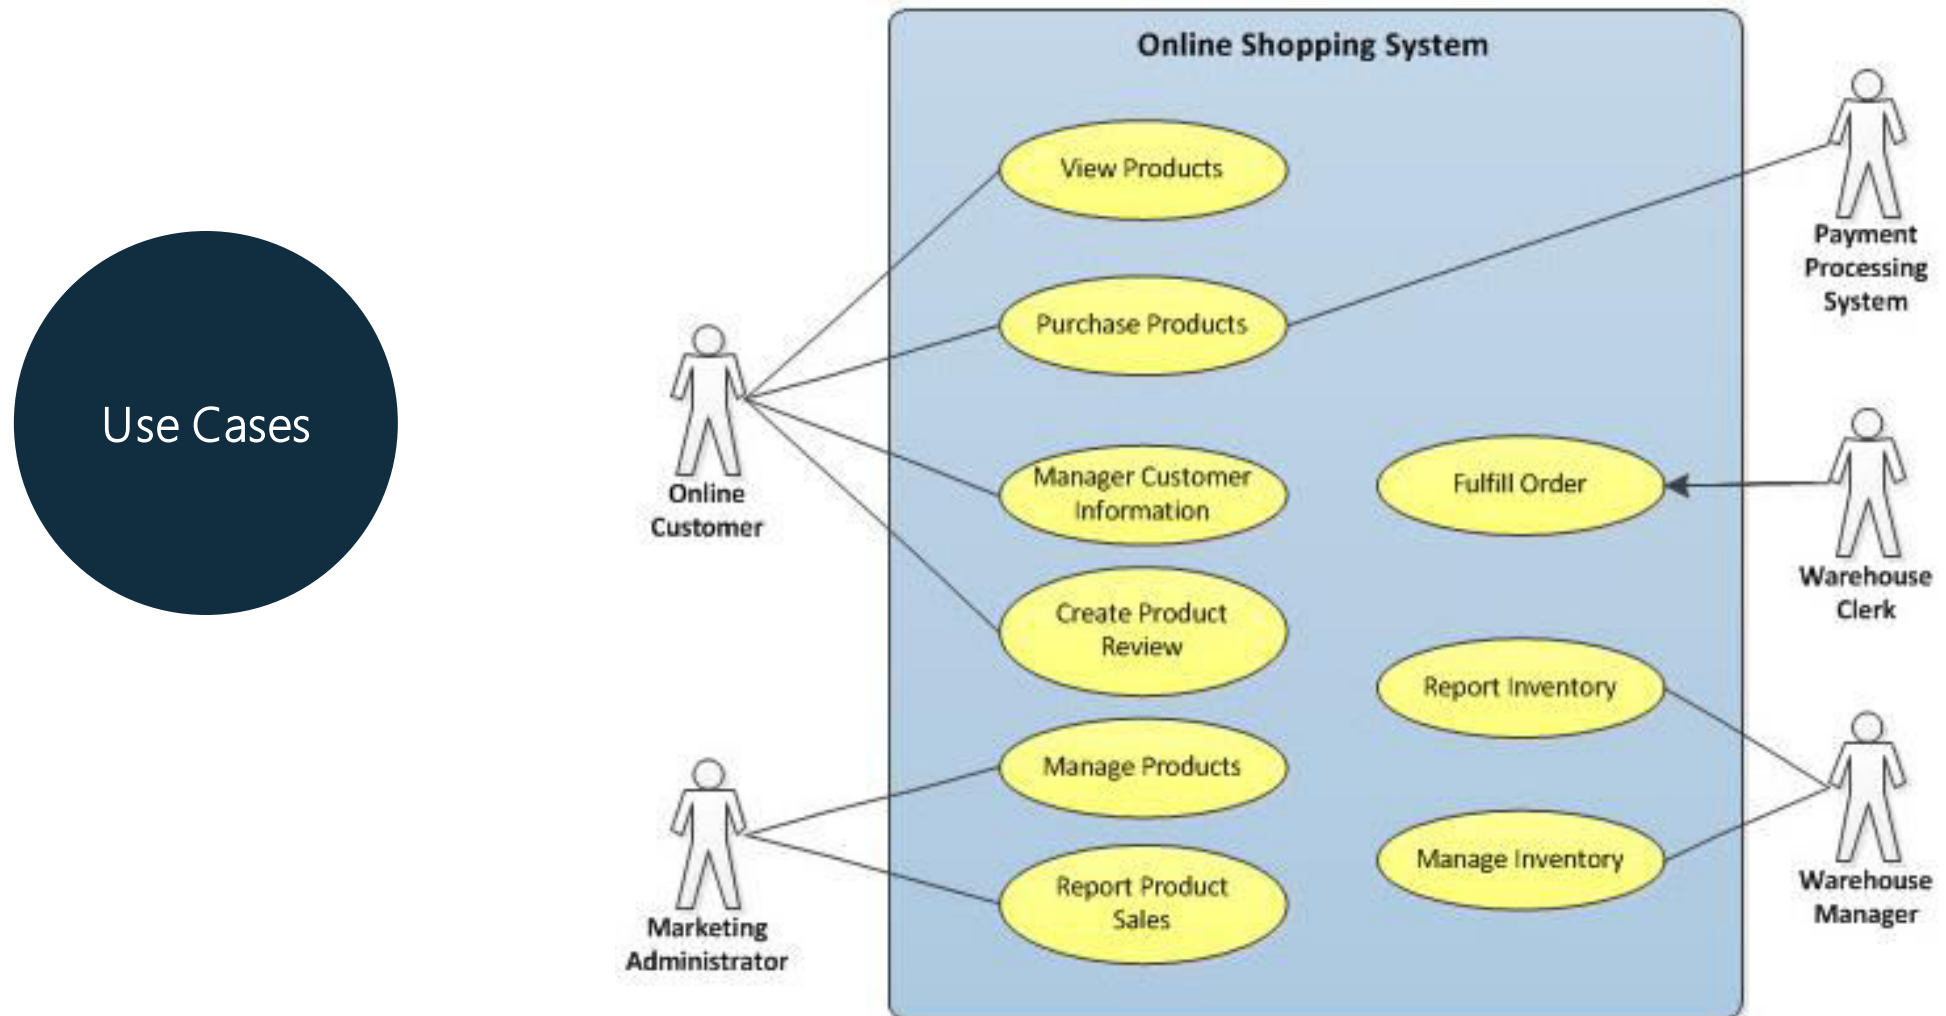 Use Cases
Online Shopping System
View Products
Purchase Products
Manager Customer
Information
Create Product
Review
Manage Products
Report Product
Sales
Fulfill Order
Report Inventory
Manage Inventory
Online
Customer
Marketing
Administrator
Payment
Processing
System
Warehouse
Clerk
Warehouse
Manager